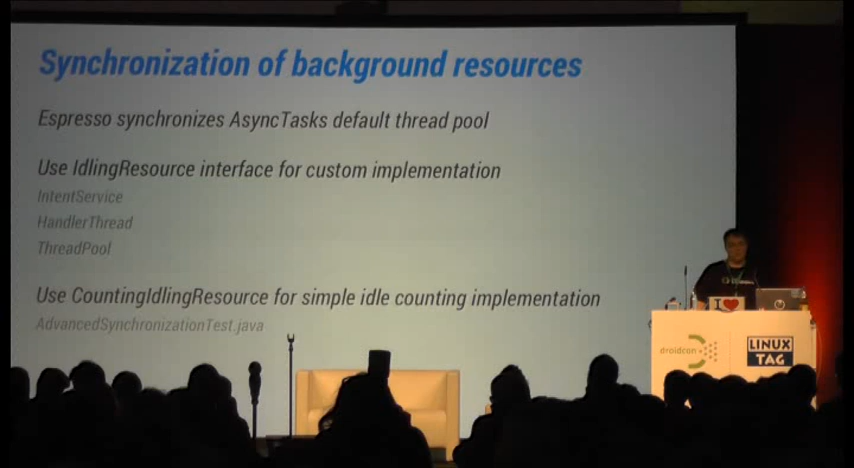 Synchronization of background resources
Espresso synchronizes AsyncTasks default thread pool
Use IdlingResource interface for custom implementation
IntentService
HandlerThread
ThreadPool
Use CountingIdlingResource for simple idle counting implementation
AdvancedSynchronizationTest.java
I
droidcon
LINUX
TAG